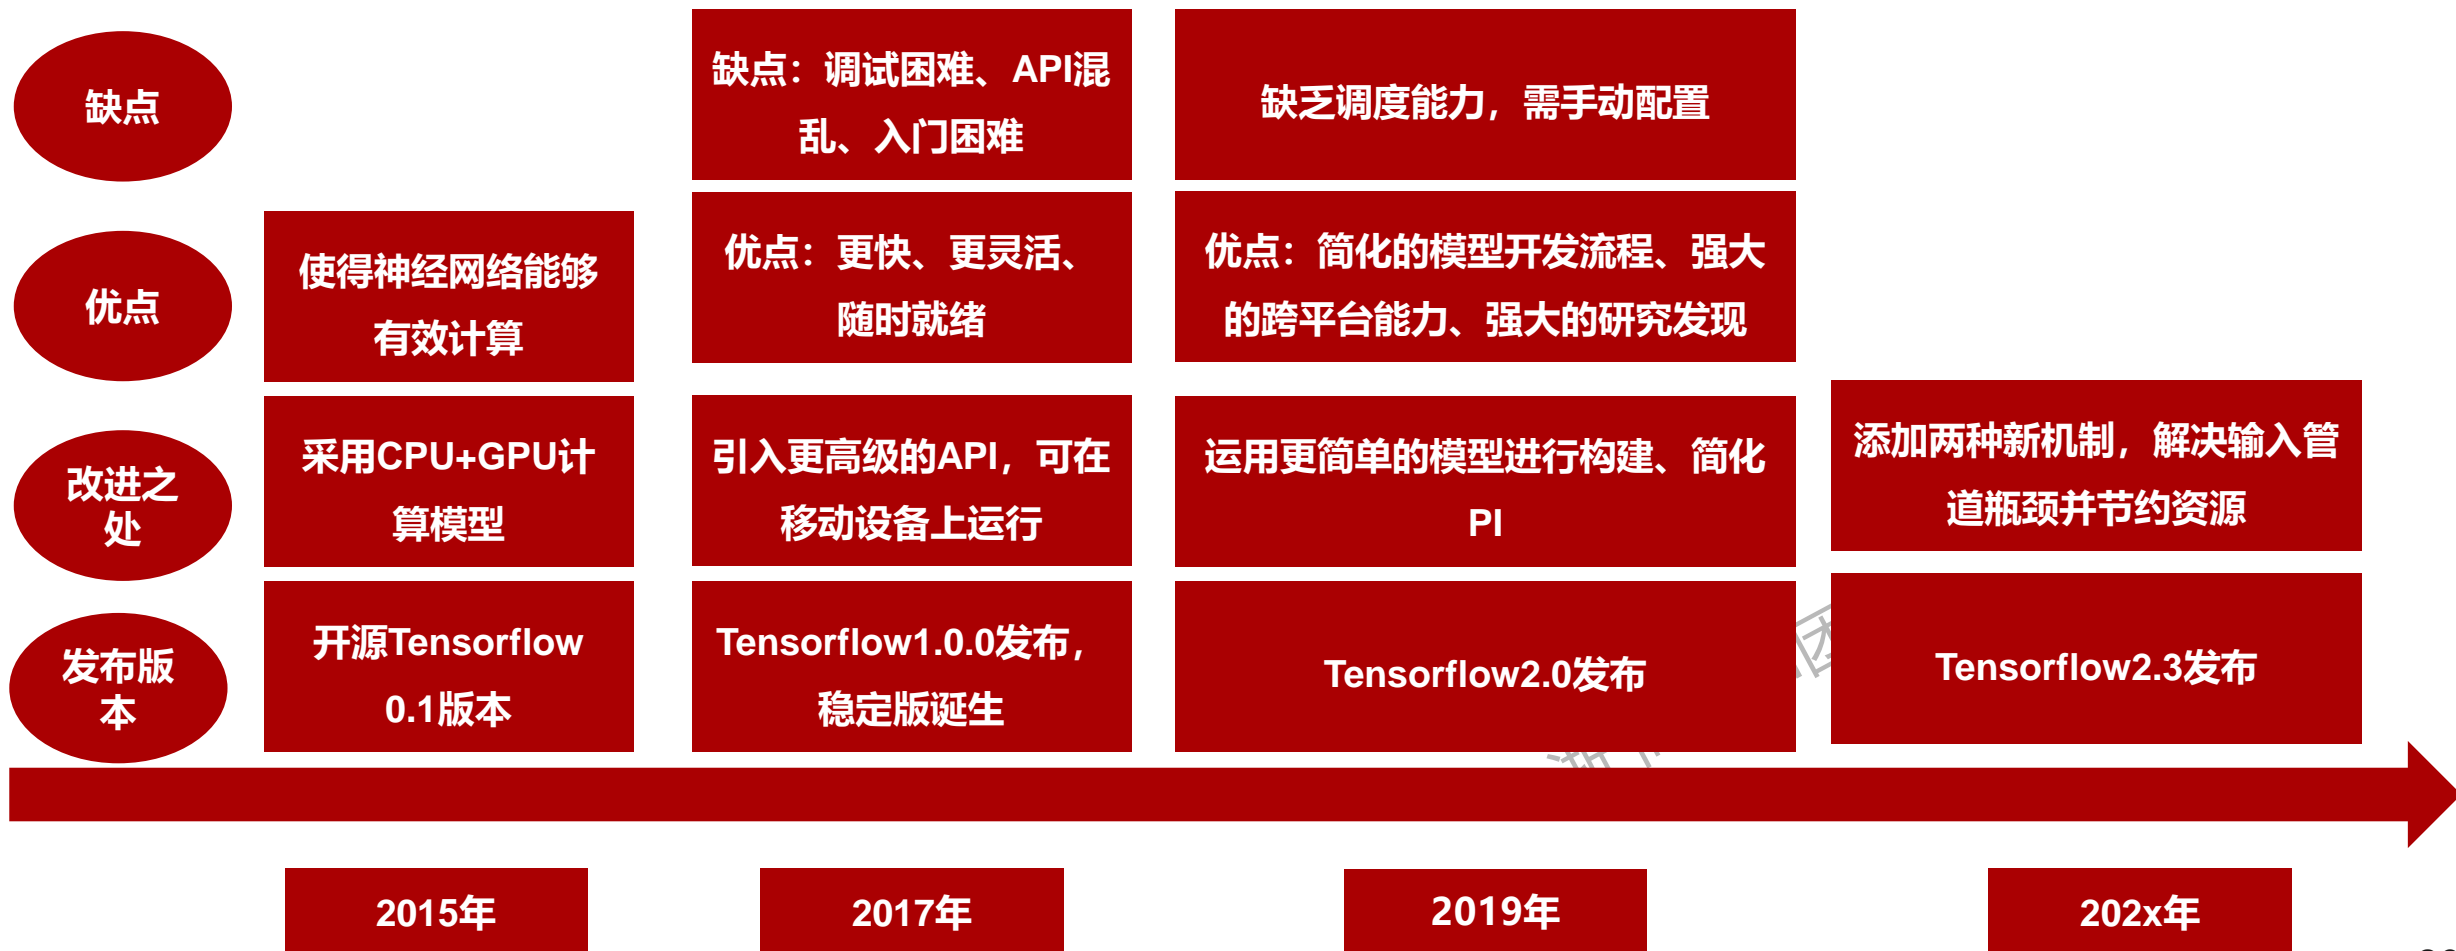 缺点
缺点：调试困难、API混
乱、入门困难
缺乏调度能力，需手动配置
优点
使得神经网络能够
有效计算
优点：更快、更灵活、
随时就绪
优点：简化的模型开发流程、强大
的跨平台能力、强大的研究发现
改进之
处
采用CPU+GPU计
算模型
引入更高级的API，可在
移动设备上运行
运用更简单的模型进行构建、简化
PI
添加两种新机制，解决输入管
道瓶颈并节约资源
发布版
本
开源Tensorflow
0.1版本
Tensorflow1.0.0发布，
稳定版诞生
Tensorflow2.0发布
Tensorflow2.3发布
2015年
2017年
2019年
202x年